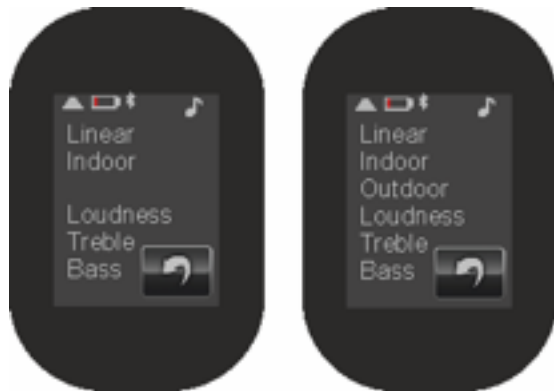 Linear
Indoor
Loudness
Treble
Bass
Linear
Indoor
Outdoor
Loudness
Treble
Bass